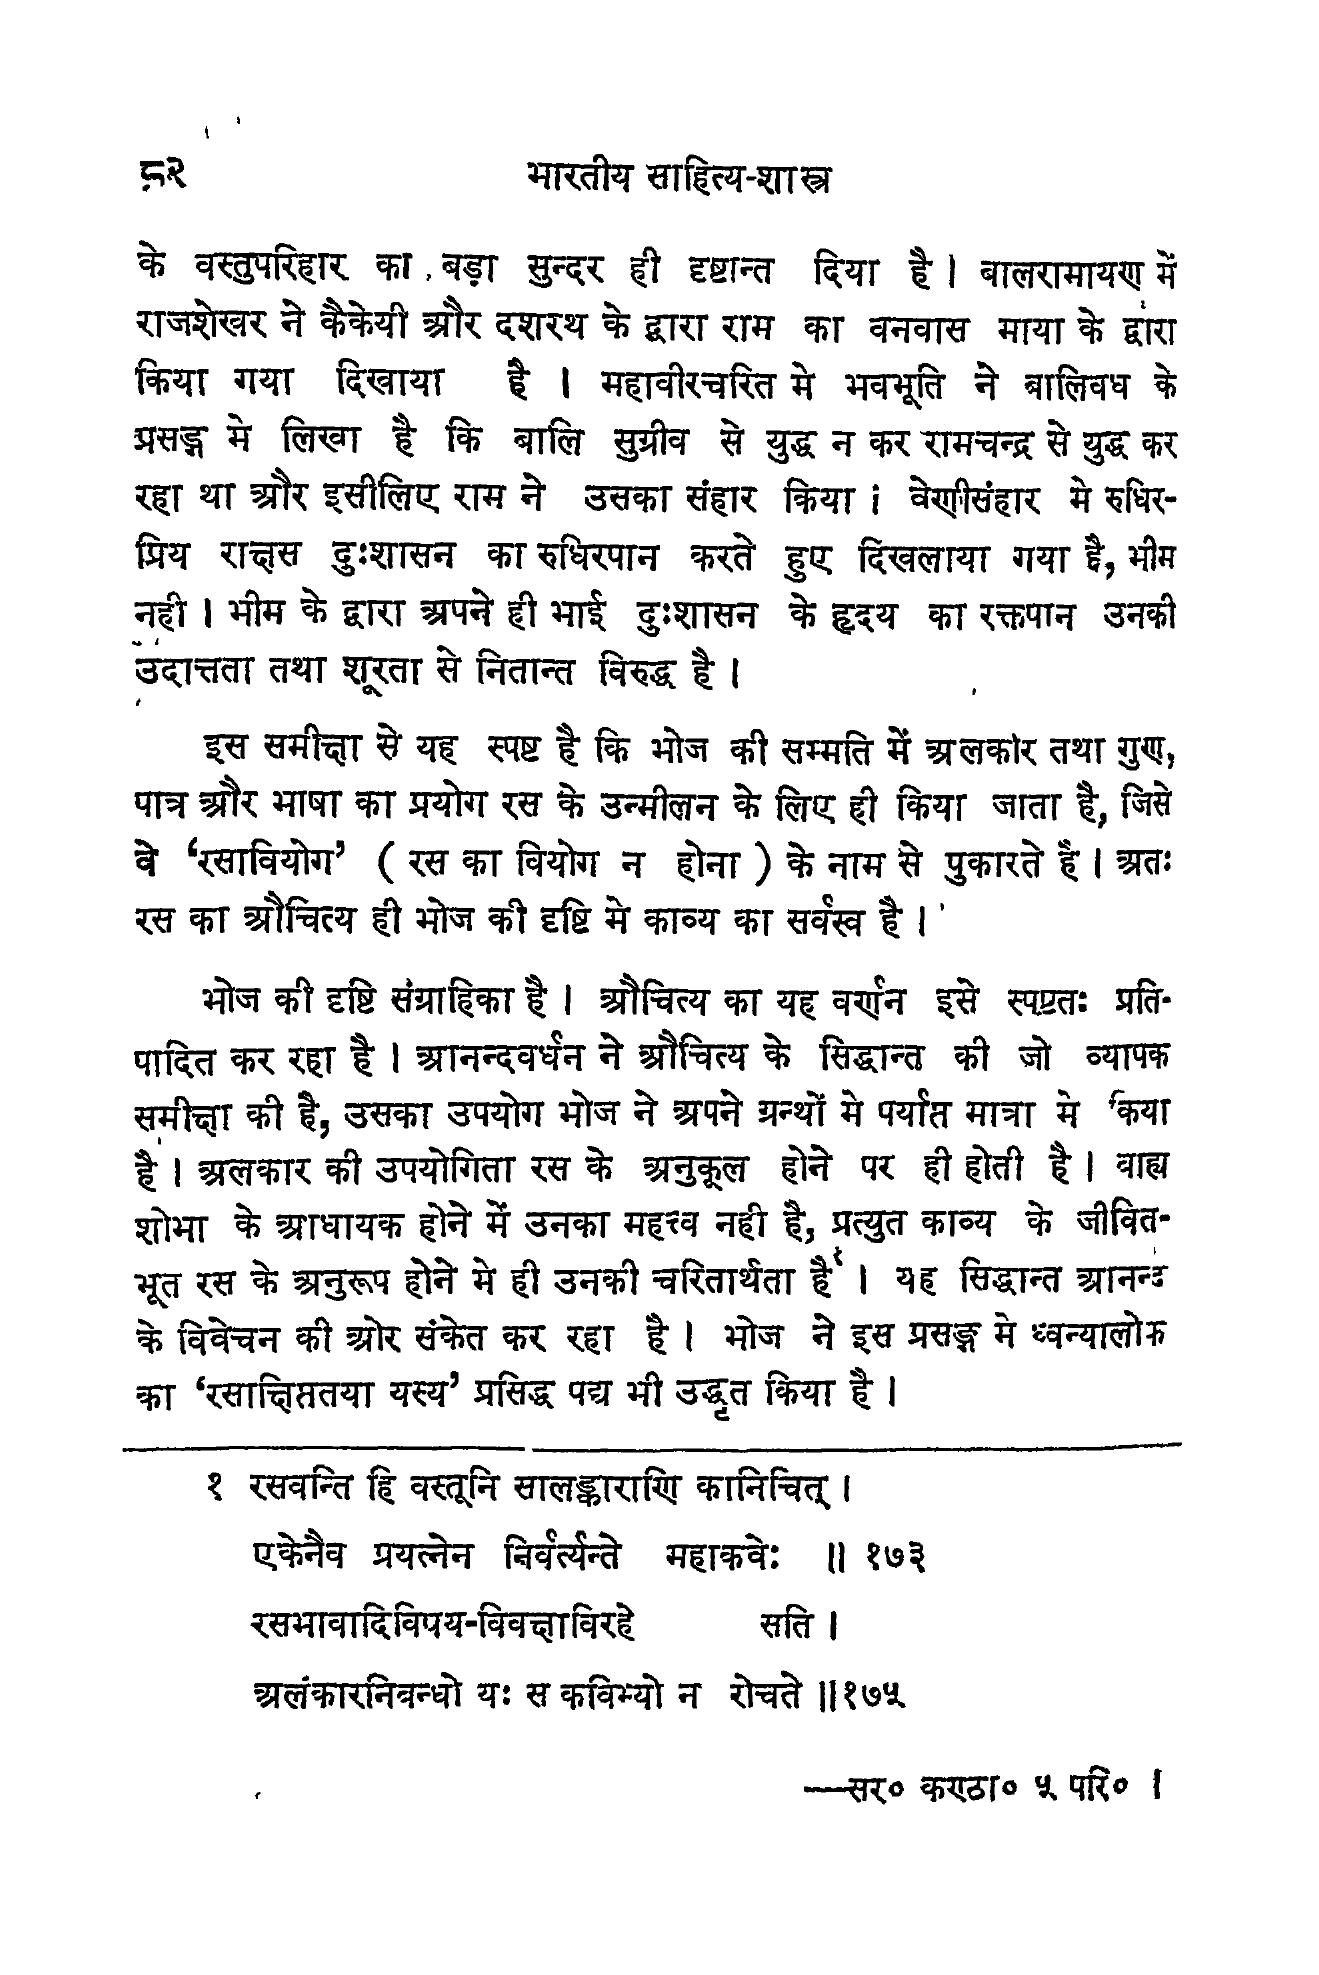 ८२ भारतीय साहित्य-शास्त्र
के वस्तुपरिहार का बड़ा सुन्दर ही दृष्टान्त दिया है । बालरामायण में
राजशेखर ने कैकेयी और दशरथ के द्वारा राम का वनवास माया के द्वारा
किया गया दिखाया है । महावीरचरित मे भवभूति ने बालिवध के
प्रसङ्ग मे लिखा है कि बालि सुग्रीव से युद्ध न कर रामचन्द्र से युद्ध कर
रहा था और इसीलिए राम ने उसका संहार किया । वेणीसंहार मे रुधिर-
प्रिय राक्षस दुःशासन का रुधिरपान करते हुए दिखलाया गया है, भीम
नही । भीम के द्वारा अपने ही भाई दुःशासन के हृदय का रक्तपान उनकी
उदात्तता तथा शूरता से नितान्त विरुद्ध है ।
इस समीक्षा से यह स्पष्ट है कि भोज की सम्मति में अलकार तथा गुण,
पात्र और भाषा का प्रयोग रस के उन्मीलन के लिए ही किया जाता है, जिसे
वे ‘रसावियोग’ ( रस का वियोग न होना ) के नाम से पुकारते है । अतः
रस का औचित्य ही भोज की दृष्टि मे काव्य का सर्वस्व है ।
भोज की दृष्टि संग्राहिका है । औचित्य का यह वर्णन इसे स्पष्टतः प्रति-
पादित कर रहा है । आनन्दवर्धन ने औचित्य के सिद्धान्त की जो व्यापक
समीक्षा की है, उसका उपयोग भोज ने अपने ग्रन्थों मे पर्याप्त मात्रा मे किया
है । अलकार की उपयोगिता रस के अनुकूल होने पर ही होती है । वाह्य
शोभा के आधायक होने में उनका महत्त्व नही है, प्रत्युत काव्य के जीवित-
भूत रस के अनुरूप होने मे ही उनकी चरितार्थता है१ । यह सिद्धान्त आनन्द
के विवेचन की ओर संकेत कर रहा है । भोज ने इस प्रसङ्ग मे ध्वन्यालोक
का ‘रसाक्षिप्ततया यस्य’ प्रसिद्ध पद्य भी उद्धृत किया है ।
१ रसवन्ति हि वस्तूनि सालङ्काराणि कानिचित् ।
एकेनैव प्रयत्नेन निर्वर्त्यन्ते महाकवेः ॥ १७३
रसभावादिविषय-विवक्षाविरहे सति ।
अलंकारनिबन्धो यः स कविभ्यो न रोचते ॥१७५
—सर० कण्ठा० ५ परि० ।